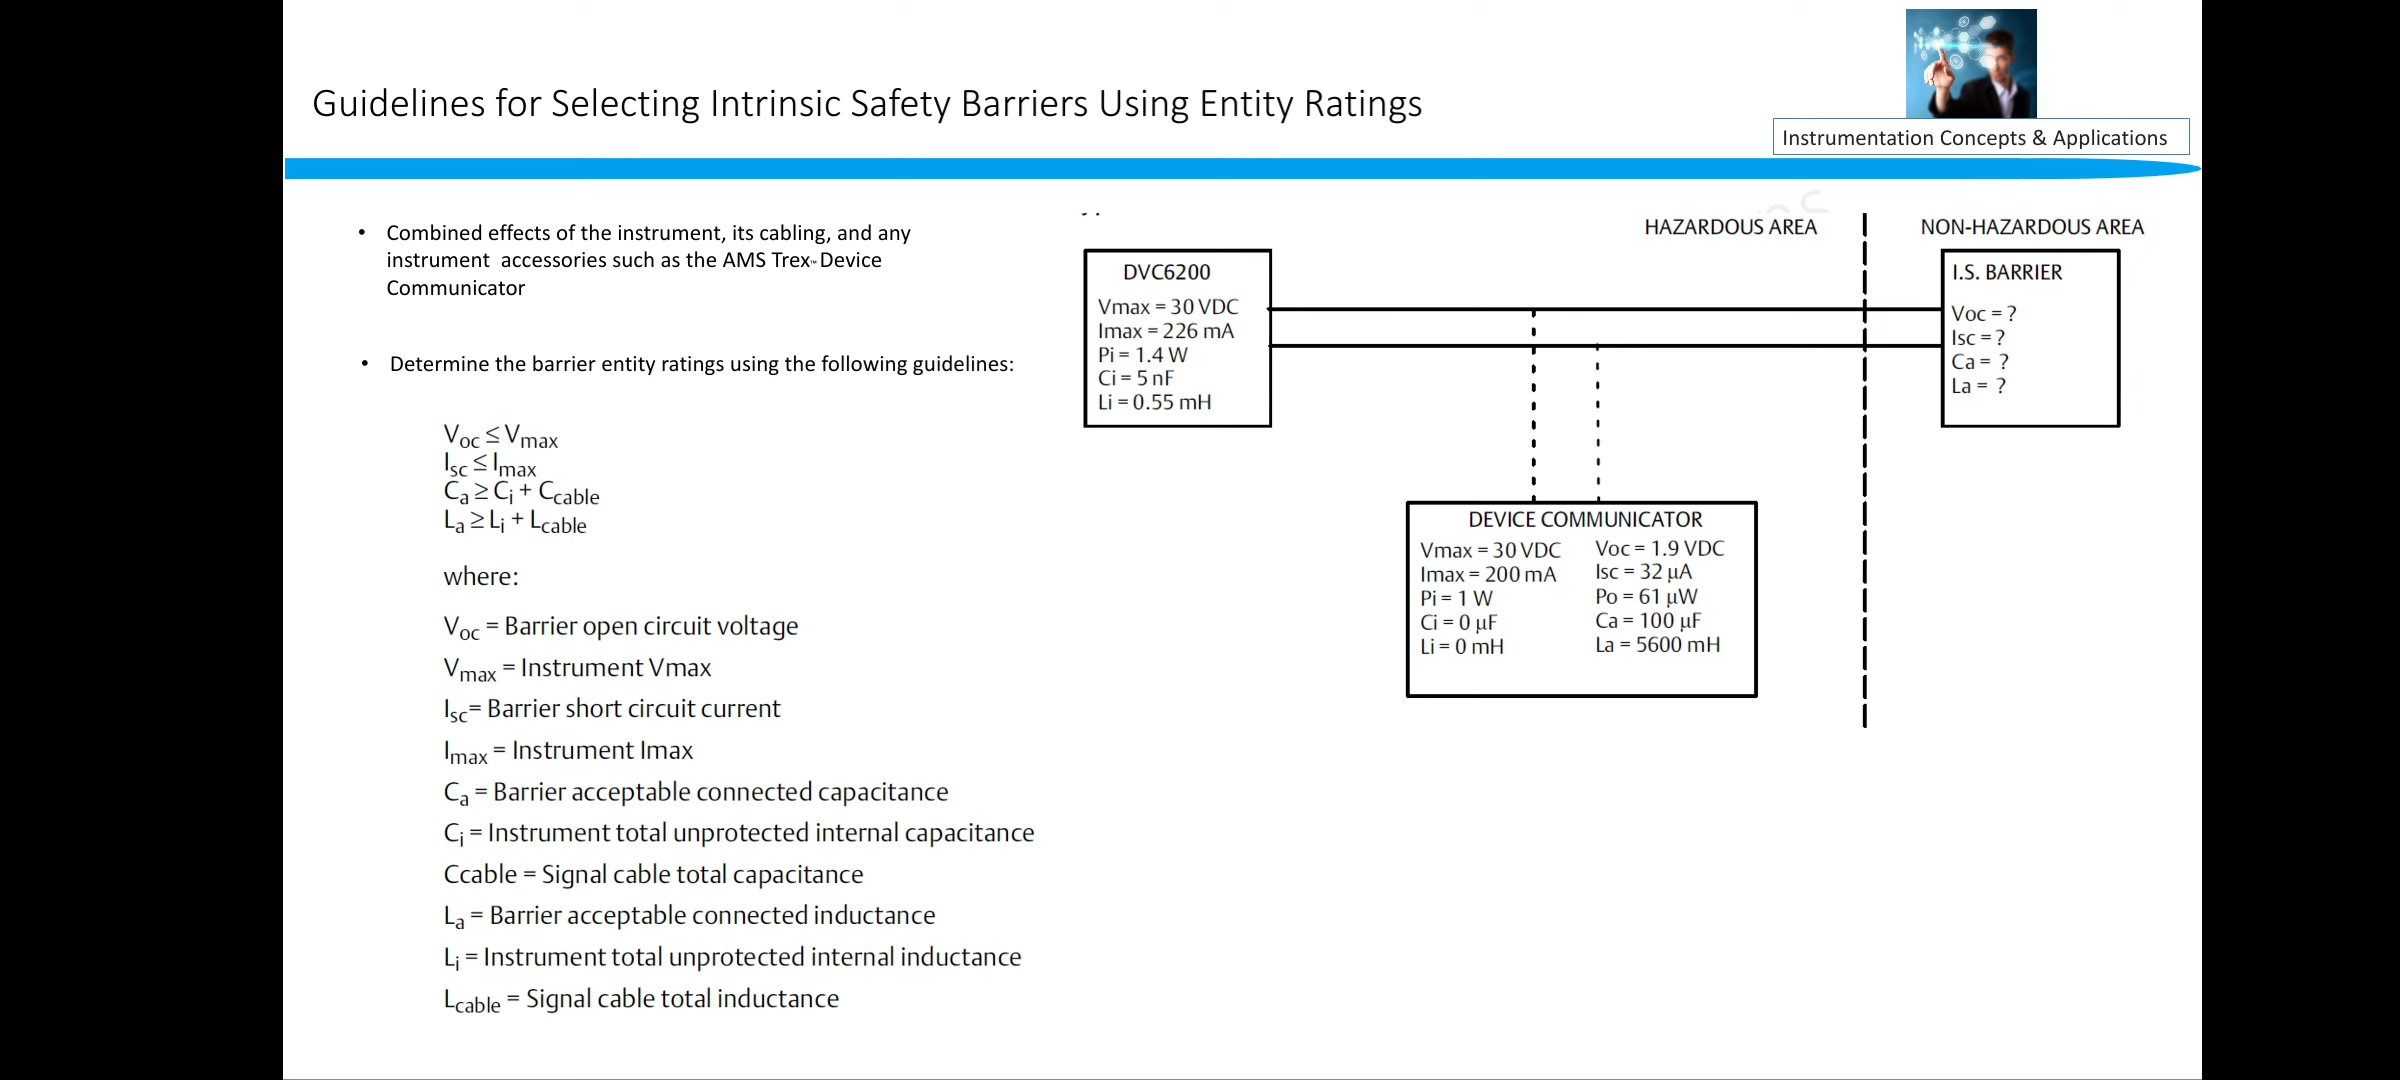 Guidelines for Selecting Intrinsic Safety Barriers Using Entity Ratings
Instrumentation Concepts & Applications
• Combined effects of the instrument, its cabling, and any
instrument accessories such as the AMS Trex™ Device
Communicator
• Determine the barrier entity ratings using the following guidelines:
Voc ≤ Vmax
Isc ≤ Imax
Ca ≥ Ci + Ccable
La ≥ Li + Lcable
where:
Voc = Barrier open circuit voltage
Vmax = Instrument Vmax
Isc= Barrier short circuit current
Imax = Instrument Imax
Ca = Barrier acceptable connected capacitance
Ci = Instrument total unprotected internal capacitance
Ccable = Signal cable total capacitance
La = Barrier acceptable connected inductance
Li = Instrument total unprotected internal inductance
Lcable = Signal cable total inductance
HAZARDOUS AREA
NON-HAZARDOUS AREA
DVC6200
Vmax = 30 VDC
Imax = 226 mA
Pi = 1.4 W
Ci = 5 nF
Li = 0.55 mH
I.S. BARRIER
Voc = ?
Isc = ?
Ca = ?
La = ?
DEVICE COMMUNICATOR
Vmax = 30 VDC
Imax = 200 mA
Pi = 1 W
Ci = 0 µF
Li = 0 mH
Voc = 1.9 VDC
Isc = 32 µA
Po = 61 µW
Ca = 100 µF
La = 5600 mH